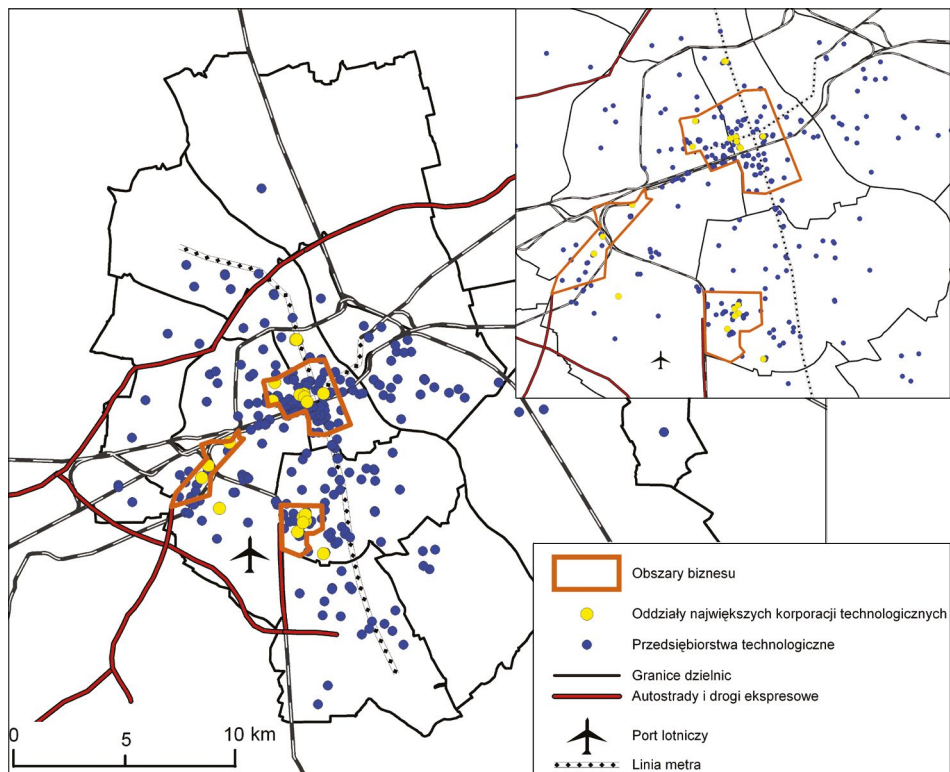 Obszary biznesu
Oddziały największych korporacji technologicznych
Przedsiębiorstwa technologiczne
Granice dzielnic
Autostrady i drogi ekspresowe
Port lotniczy
Linia metra
0 5 10 km